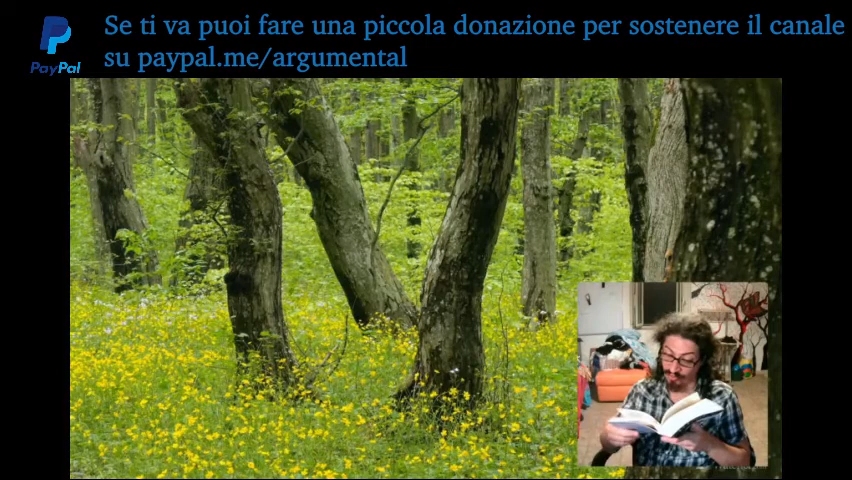 Se ti va puoi fare una piccola donazione per sostenere il canale
su paypal.me/argumental
PayPal